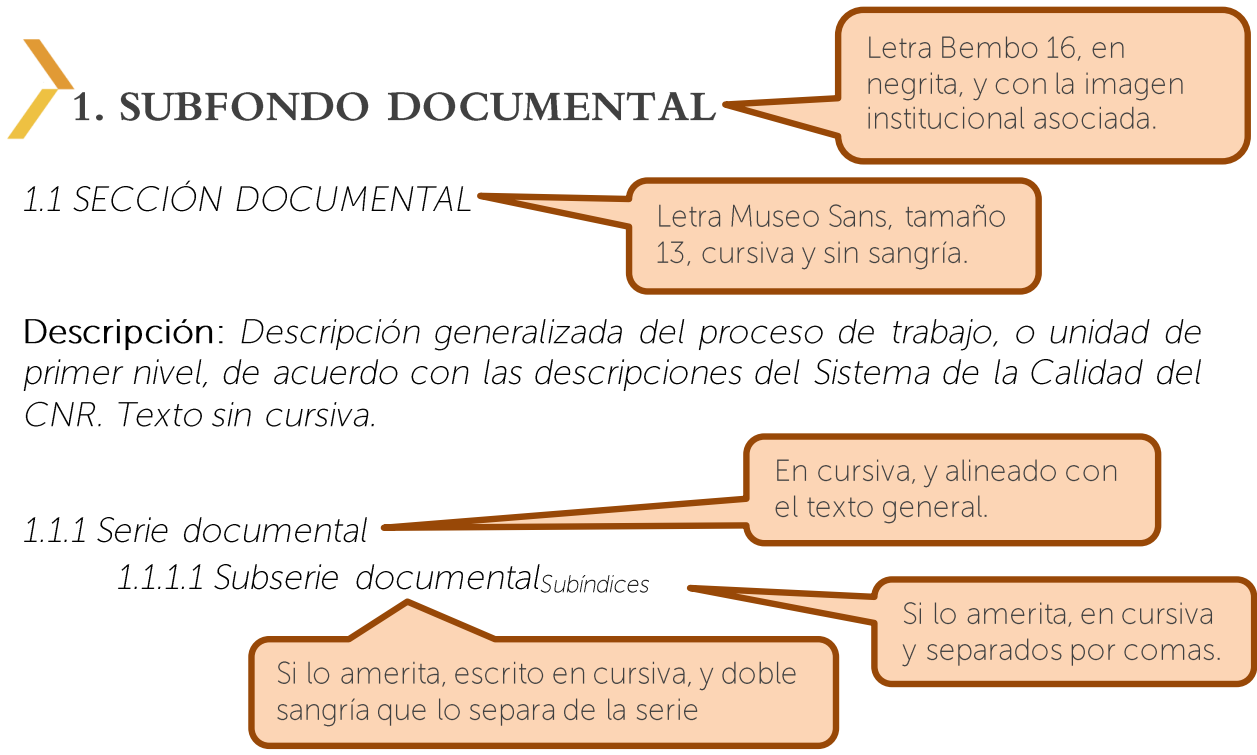 Letra Bembo 16, en
negrita, y con la imagen
institucional asociada.
1. SUBFONDO DOCUMENTAL
1.1 SECCIÓN DOCUMENTAL
Letra Museo Sans, tamaño
13, cursiva y sin sangría.
Descripción: Descripción generalizada del proceso de trabajo, o unidad de
primer nivel, de acuerdo con las descripciones del Sistema de la Calidad del
CNR. Texto sin cursiva.
En cursiva, y alineado con
el texto general.
1.1.1 Serie documental
1.1.1.1 Subserie documental Subíndices
Si lo amerita, en cursiva
y separados por comas.
Si lo amerita, escrito en cursiva, y doble
sangría que lo separa de la serie